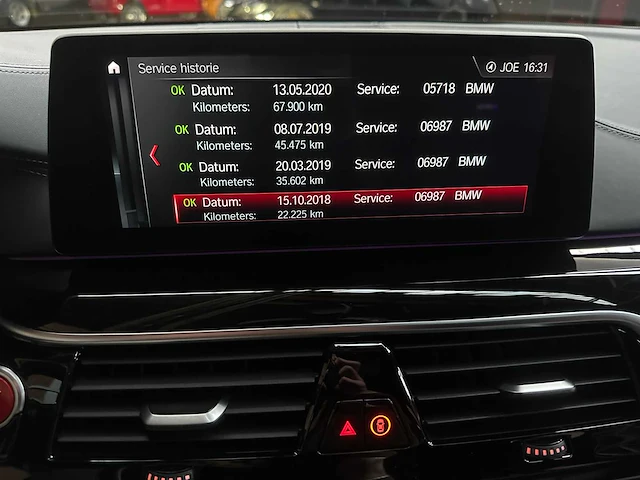 Service historie JOE 16:31
OK Datum: 13.05.2020 Service: 05718 BMW
Kilometers: 67.900 km
OK Datum: 08.07.2019 Service: 06987 BMW
Kilometers: 45.475 km
OK Datum: 20.03.2019 Service: 06987 BMW
Kilometers: 35.602 km
OK Datum: 15.10.2018 Service: 06987 BMW
Kilometers: 22.225 km